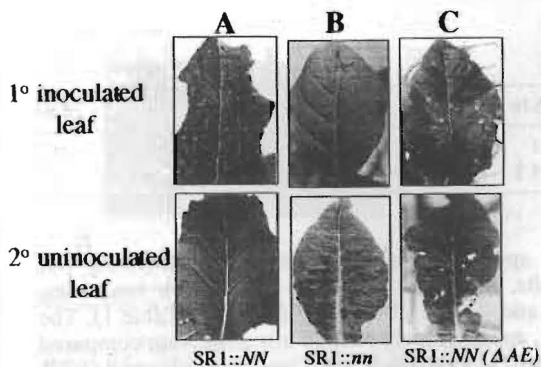 A B C
1° inoculated
leaf
2° uninoculated
leaf
SR1::NN SR1::nn SR1::NN (ΔAE)